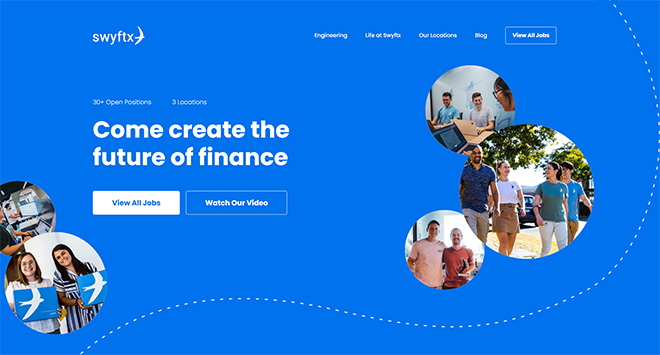 swyftx
Engineering Life at Swyftx Our Locations Blog View All Jobs
30+ Open Positions 3 Locations
Come create the
future of finance
View All Jobs Watch Our Video